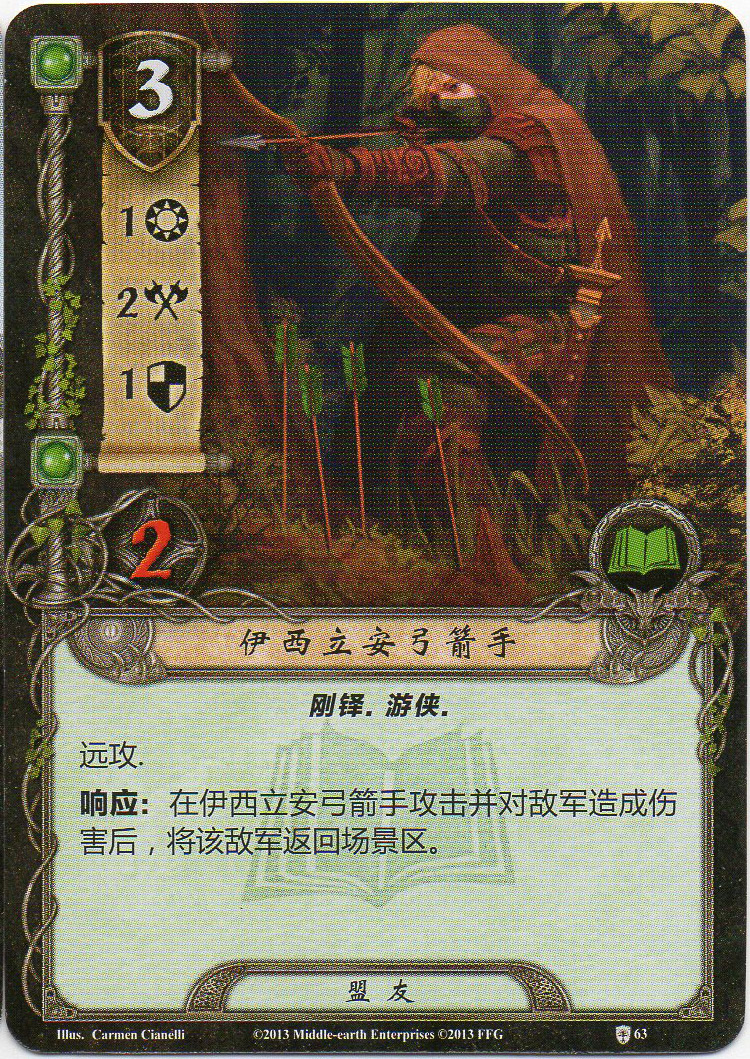 3
1
2
1
2
伊西立安弓箭手
刚铎. 游侠.
远攻.
响应：在伊西立安弓箭手攻击并对敌军造成伤
害后，将该敌军返回场景区。
盟友
Illus. Carmen Cianelli ©2013 Middle-earth Enterprises ©2013 FFG 63